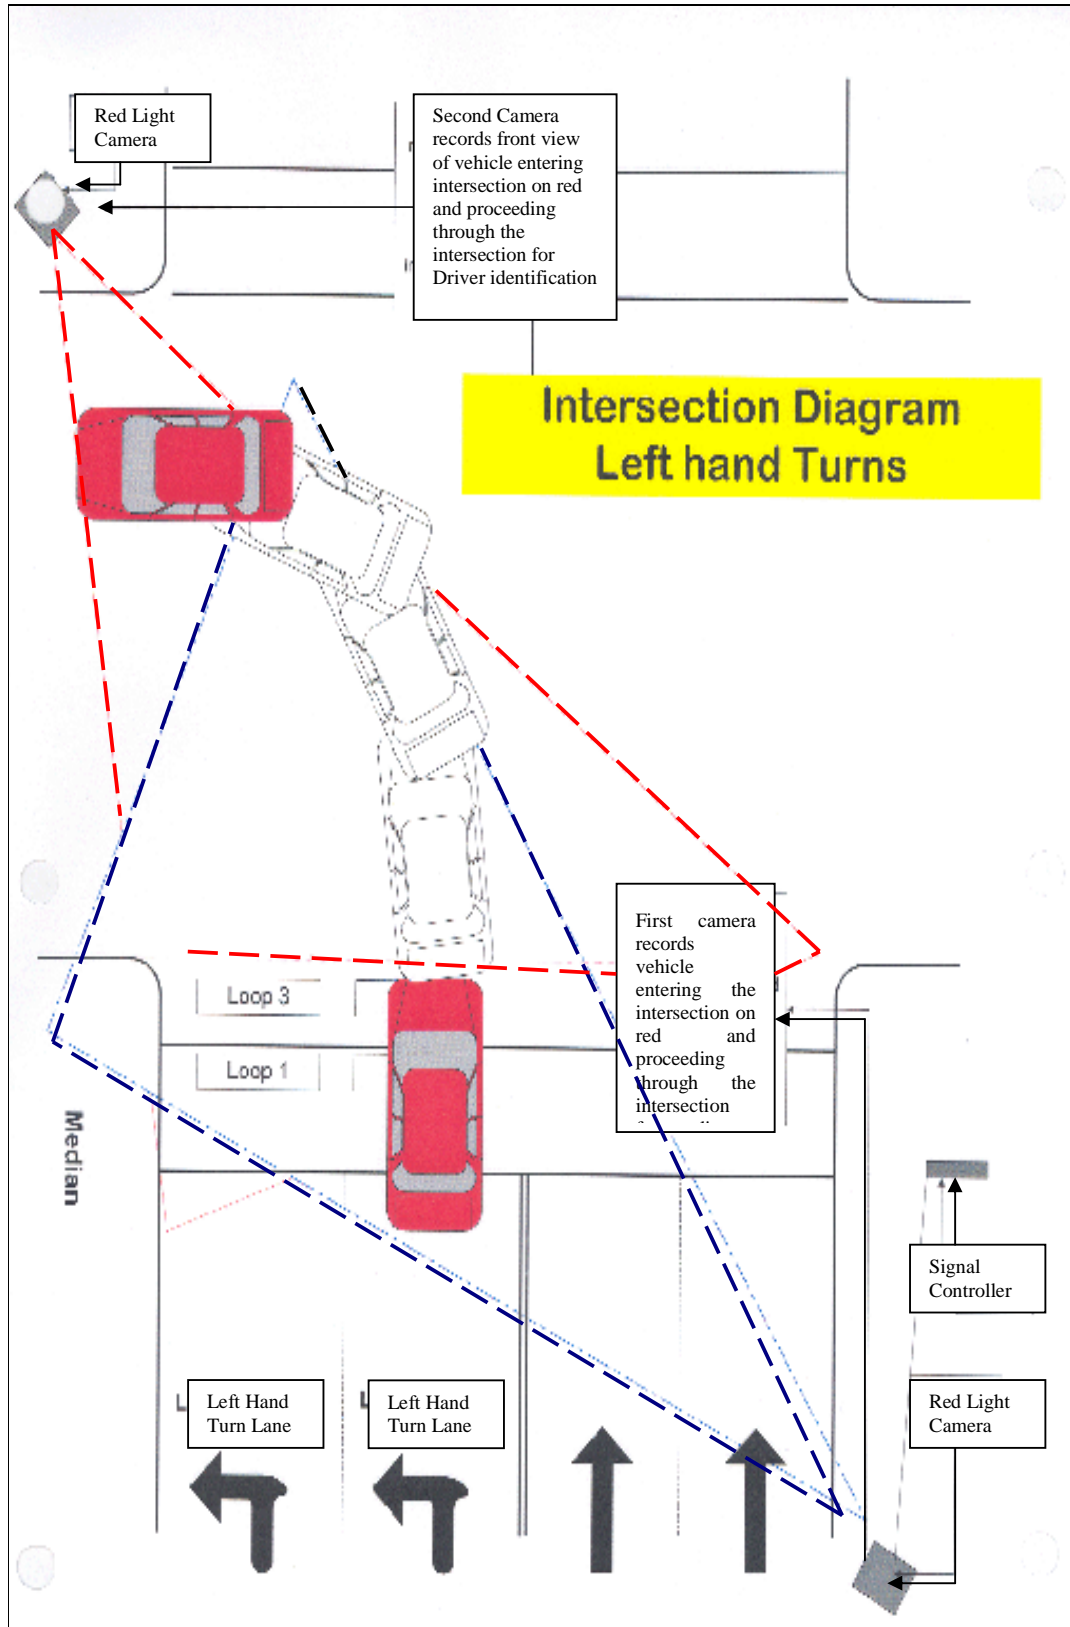 Red Light
Camera
Second Camera
records front view
of vehicle entering
intersection on red
and proceeding
through the
intersection for
Driver identification
Intersection Diagram
Left hand Turns
First camera
records
vehicle
entering the
intersection on
red and
proceeding
through the
intersection
Loop 3
Loop 1
Median
Signal
Controller
Left Hand
Turn Lane
Left Hand
Turn Lane
Red Light
Camera